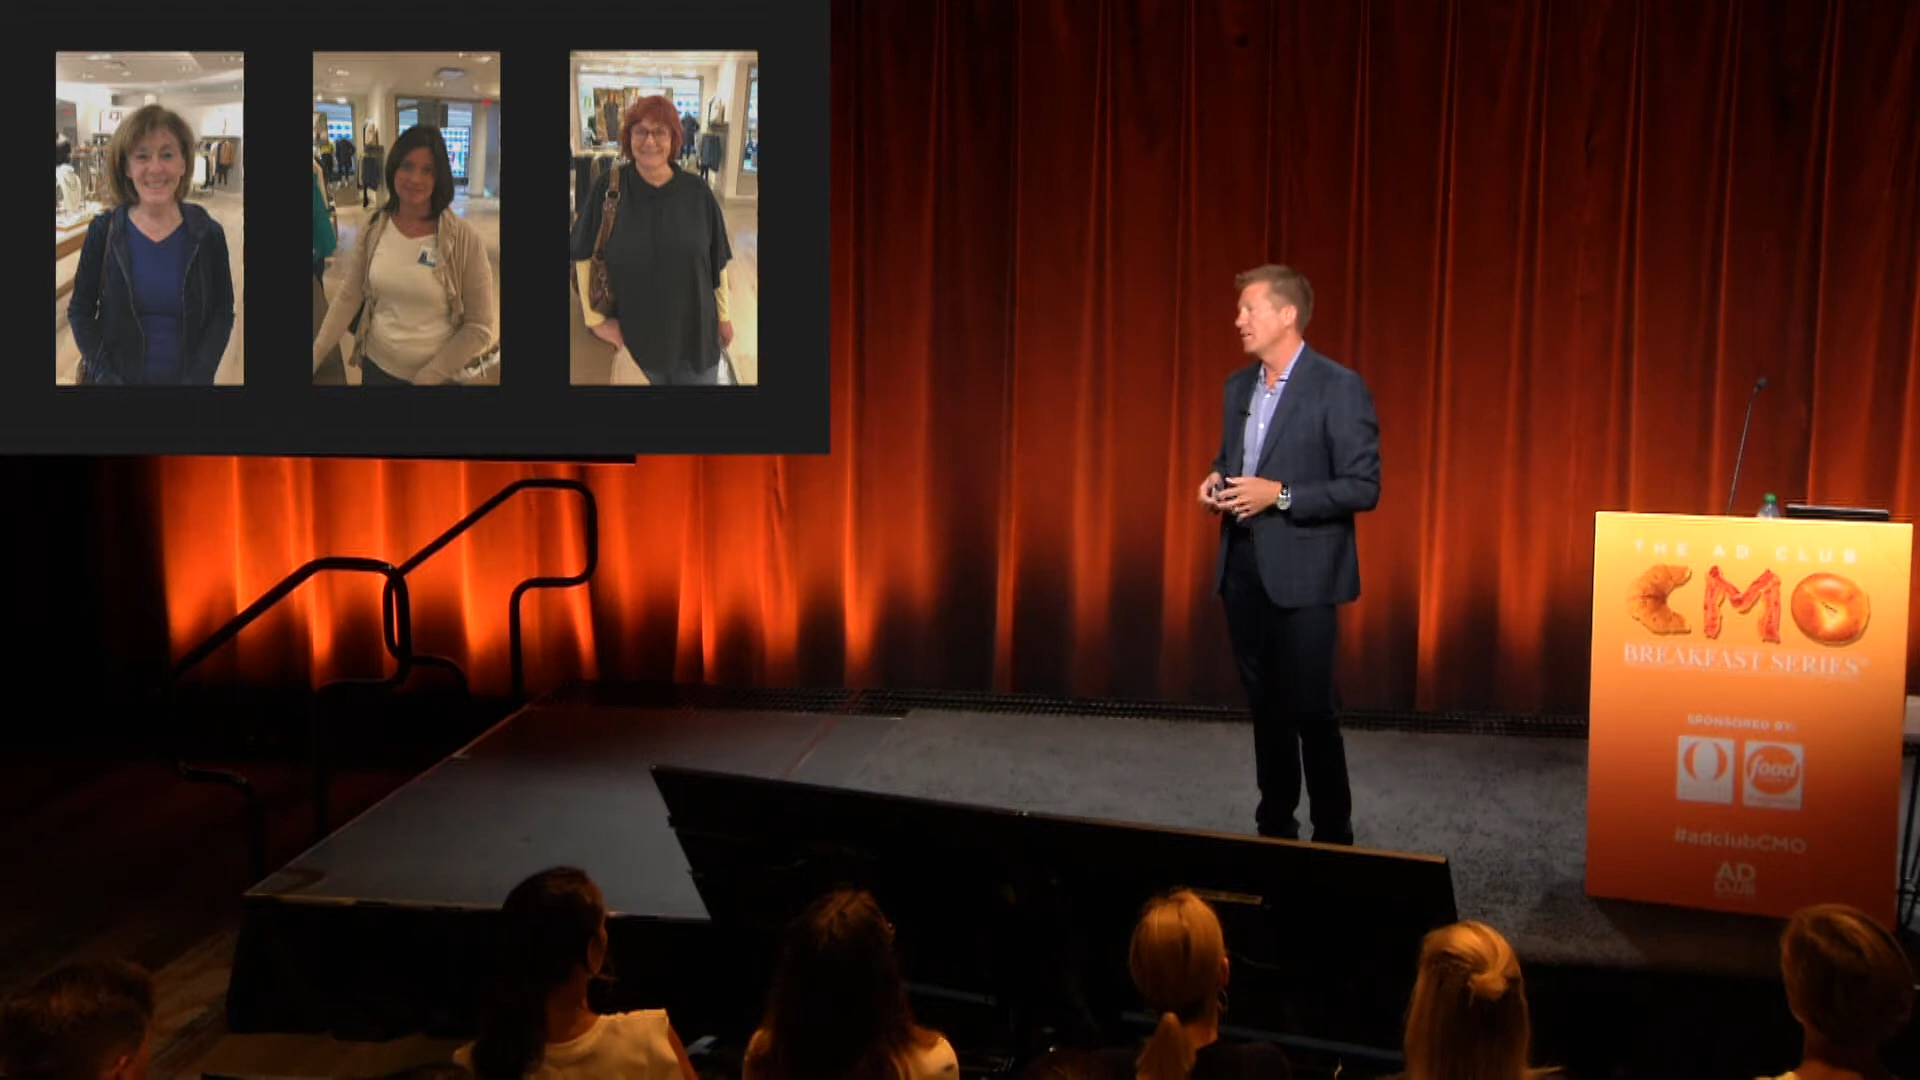 THE AD CLUB
CMO
BREAKFAST SERIES®
SPONSORED BY:
food
#adclubCMO
AD
CLUB